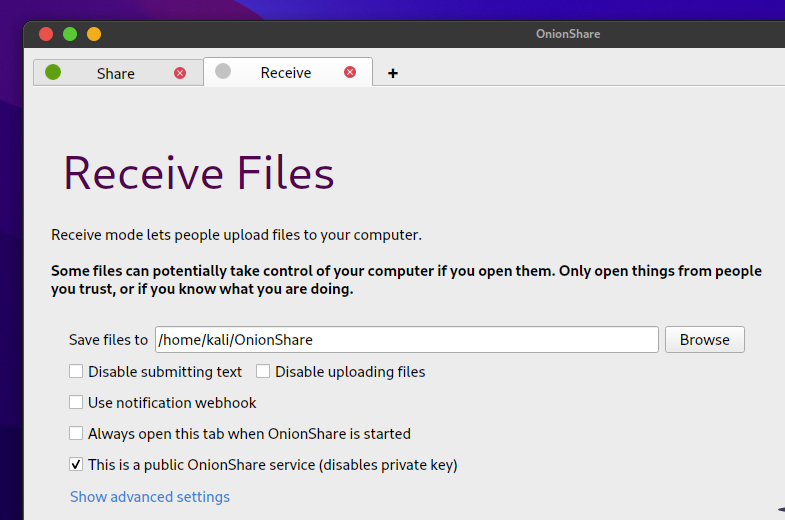 OnionShare
Share Receive +
Receive Files
Receive mode lets people upload files to your computer.
Some files can potentially take control of your computer if you open them. Only open things from people
you trust, or if you know what you are doing.
Save files to /home/kali/OnionShare Browse
Disable submitting text Disable uploading files
Use notification webhook
Always open this tab when OnionShare is started
This is a public OnionShare service (disables private key)
Show advanced settings